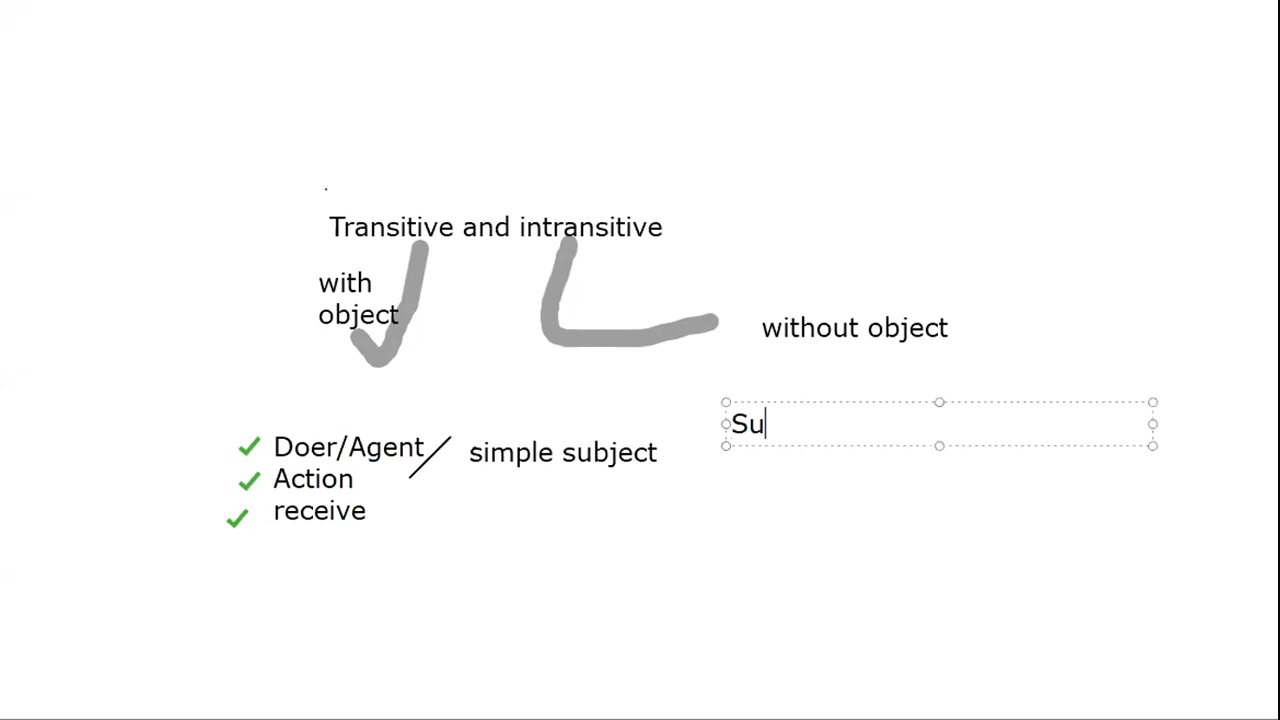 Transitive and intransitive
with
object
without object
Su
Doer/Agent
simple subject
Action
receive